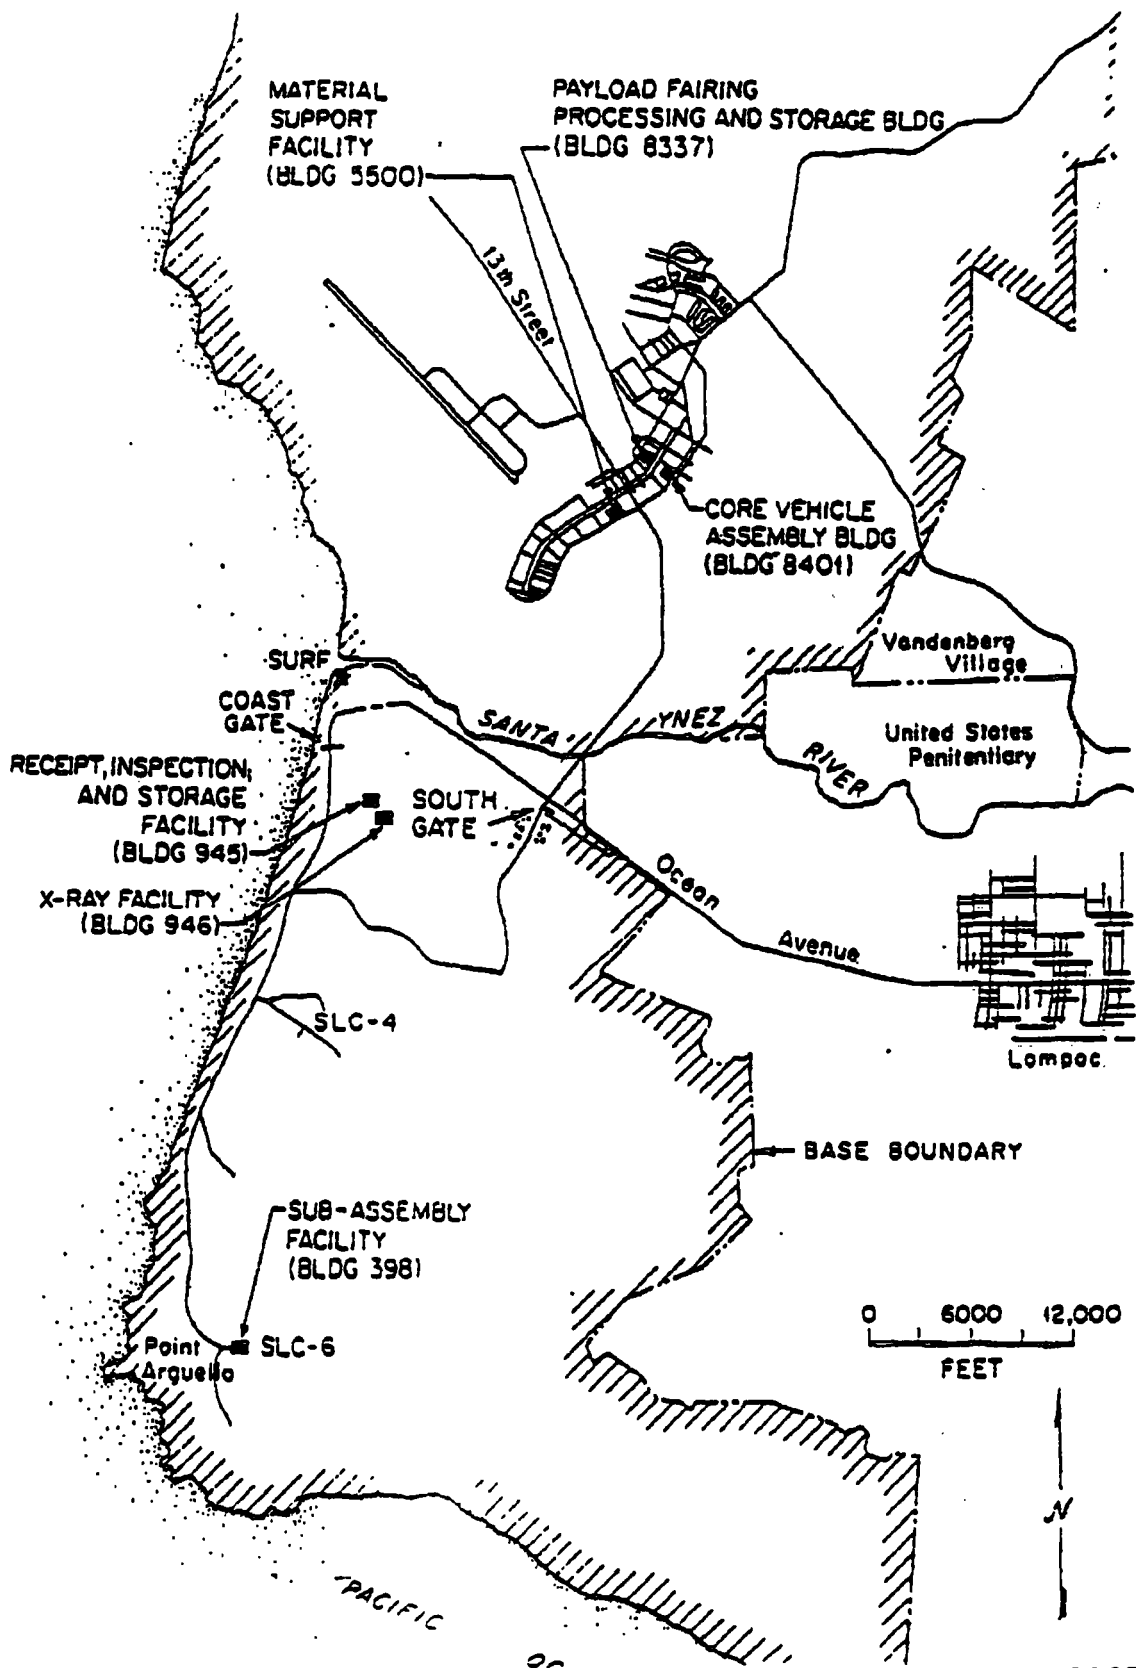 MATERIAL
SUPPORT
FACILITY
(BLDG 5500)
PAYLOAD FAIRING
PROCESSING AND STORAGE BLDG
(BLDG 8337)
13th Street
CORE VEHICLE
ASSEMBLY BLDG
(BLDG 8401)
Vandenberg
Village
SURF
COAST
GATE
SANTA YNEZ
RIVER
United States
Penitentiary
RECEIPT, INSPECTION,
AND STORAGE
FACILITY
(BLDG 945)
SOUTH
GATE
X-RAY FACILITY
(BLDG 946)
Ocean
Avenue
SLC-4
Lompoc
BASE BOUNDARY
SUB-ASSEMBLY
FACILITY
(BLDG 398)
0 6000 12,000
FEET
SLC-6
Point
Arguello
N
PACIFIC